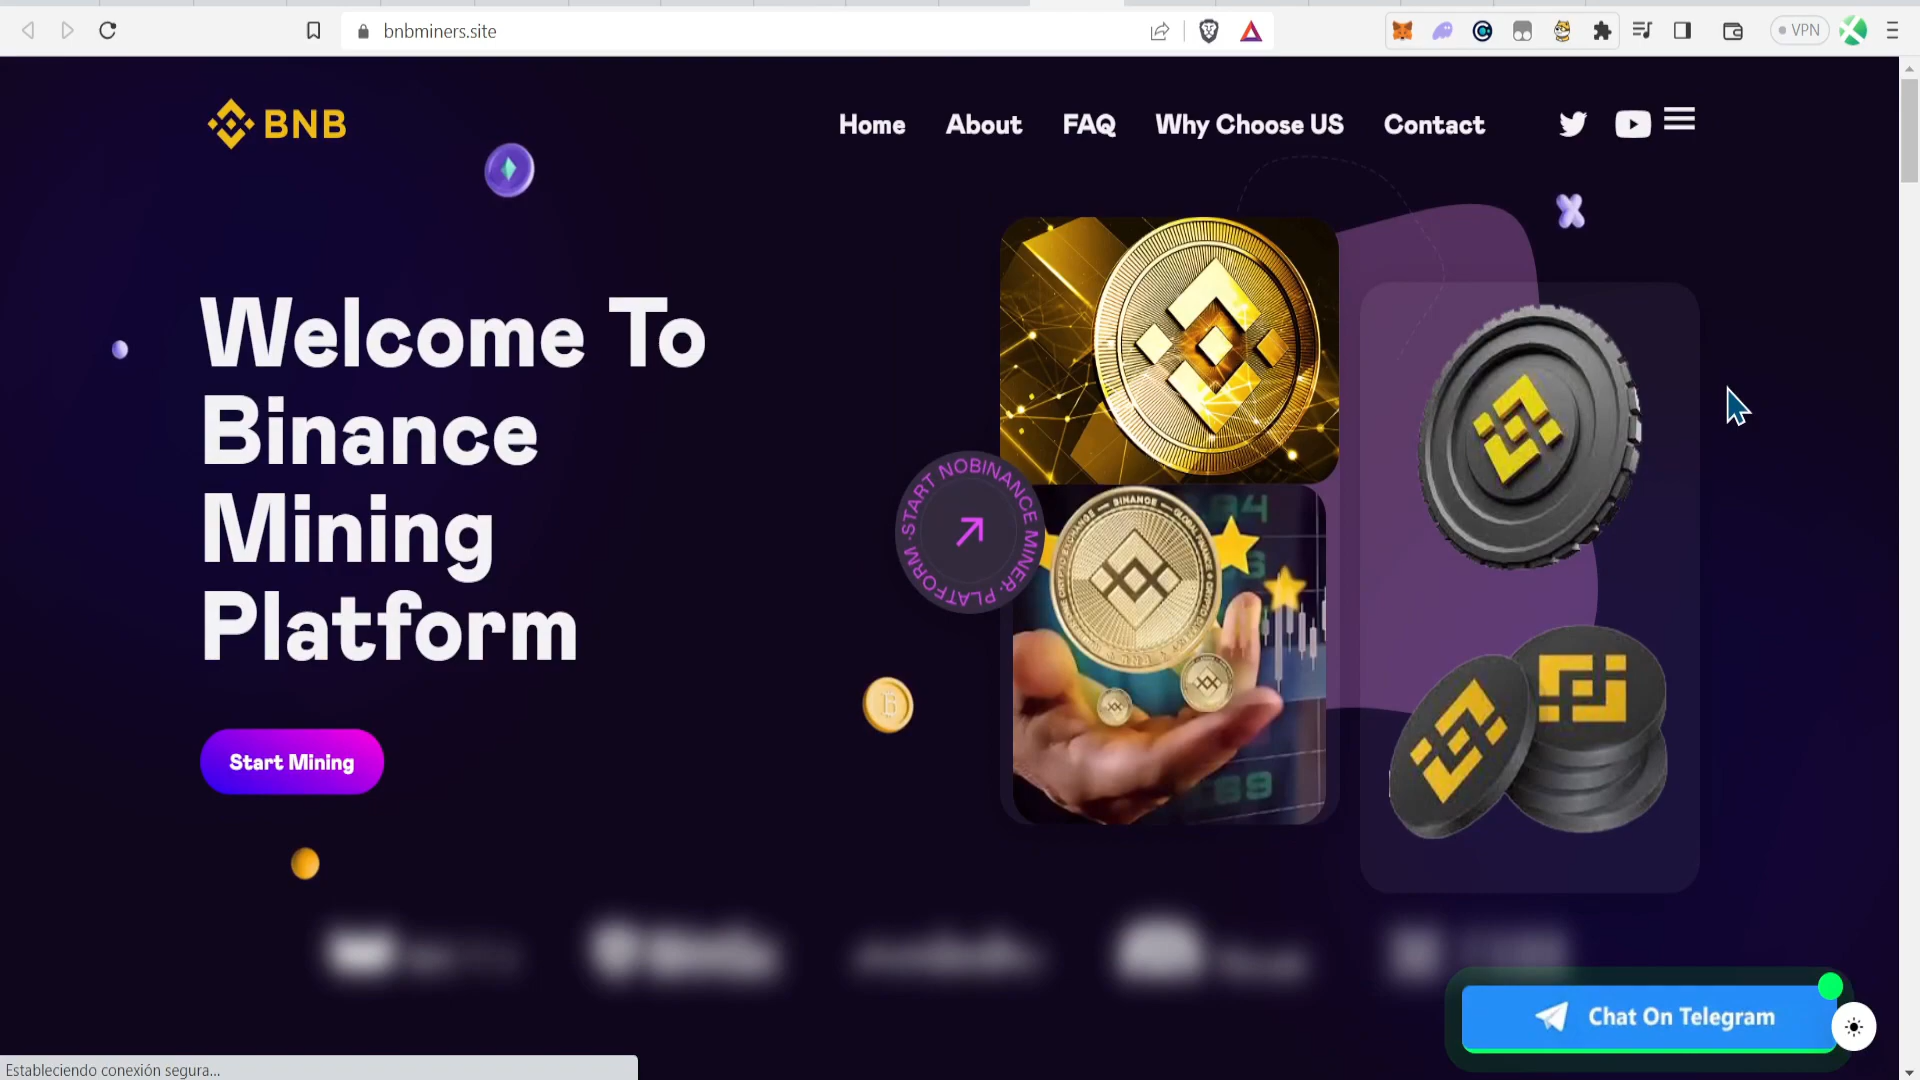 bnbminers.site
VPN
BNB
Home
About
FAQ
Why Choose US
Contact
Welcome To
Binance
Mining
Platform
Start Mining
START NOBINANCE MINER· PLATFORM ·
BINANCE
Chat On Telegram
Estableciendo conexión segura...